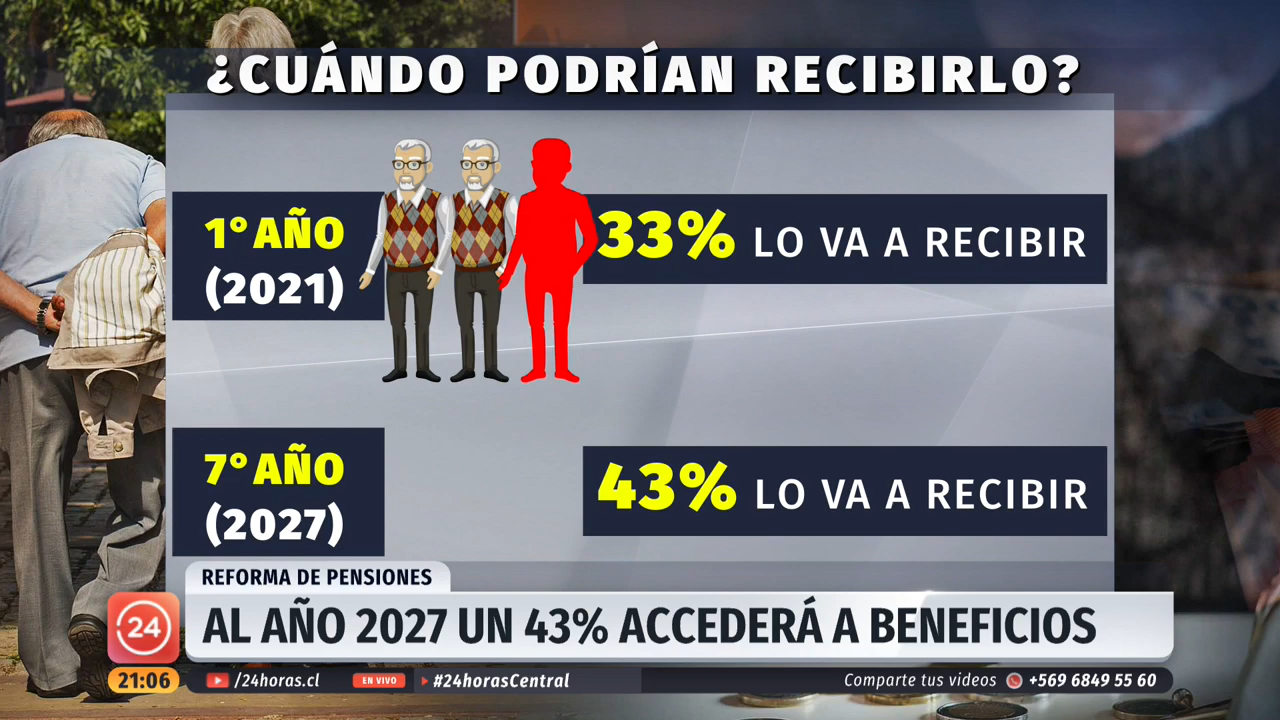 ¿CUÁNDO PODRÍAN RECIBIRLO?
1° AÑO
(2021)
33% LO VA A RECIBIR
7° AÑO
(2027)
43% LO VA A RECIBIR
REFORMA DE PENSIONES
AL AÑO 2027 UN 43% ACCEDERÁ A BENEFICIOS
24
21:06 /24horas.cl EN VIVO #24horasCentral Comparte tus videos +569 6849 55 60